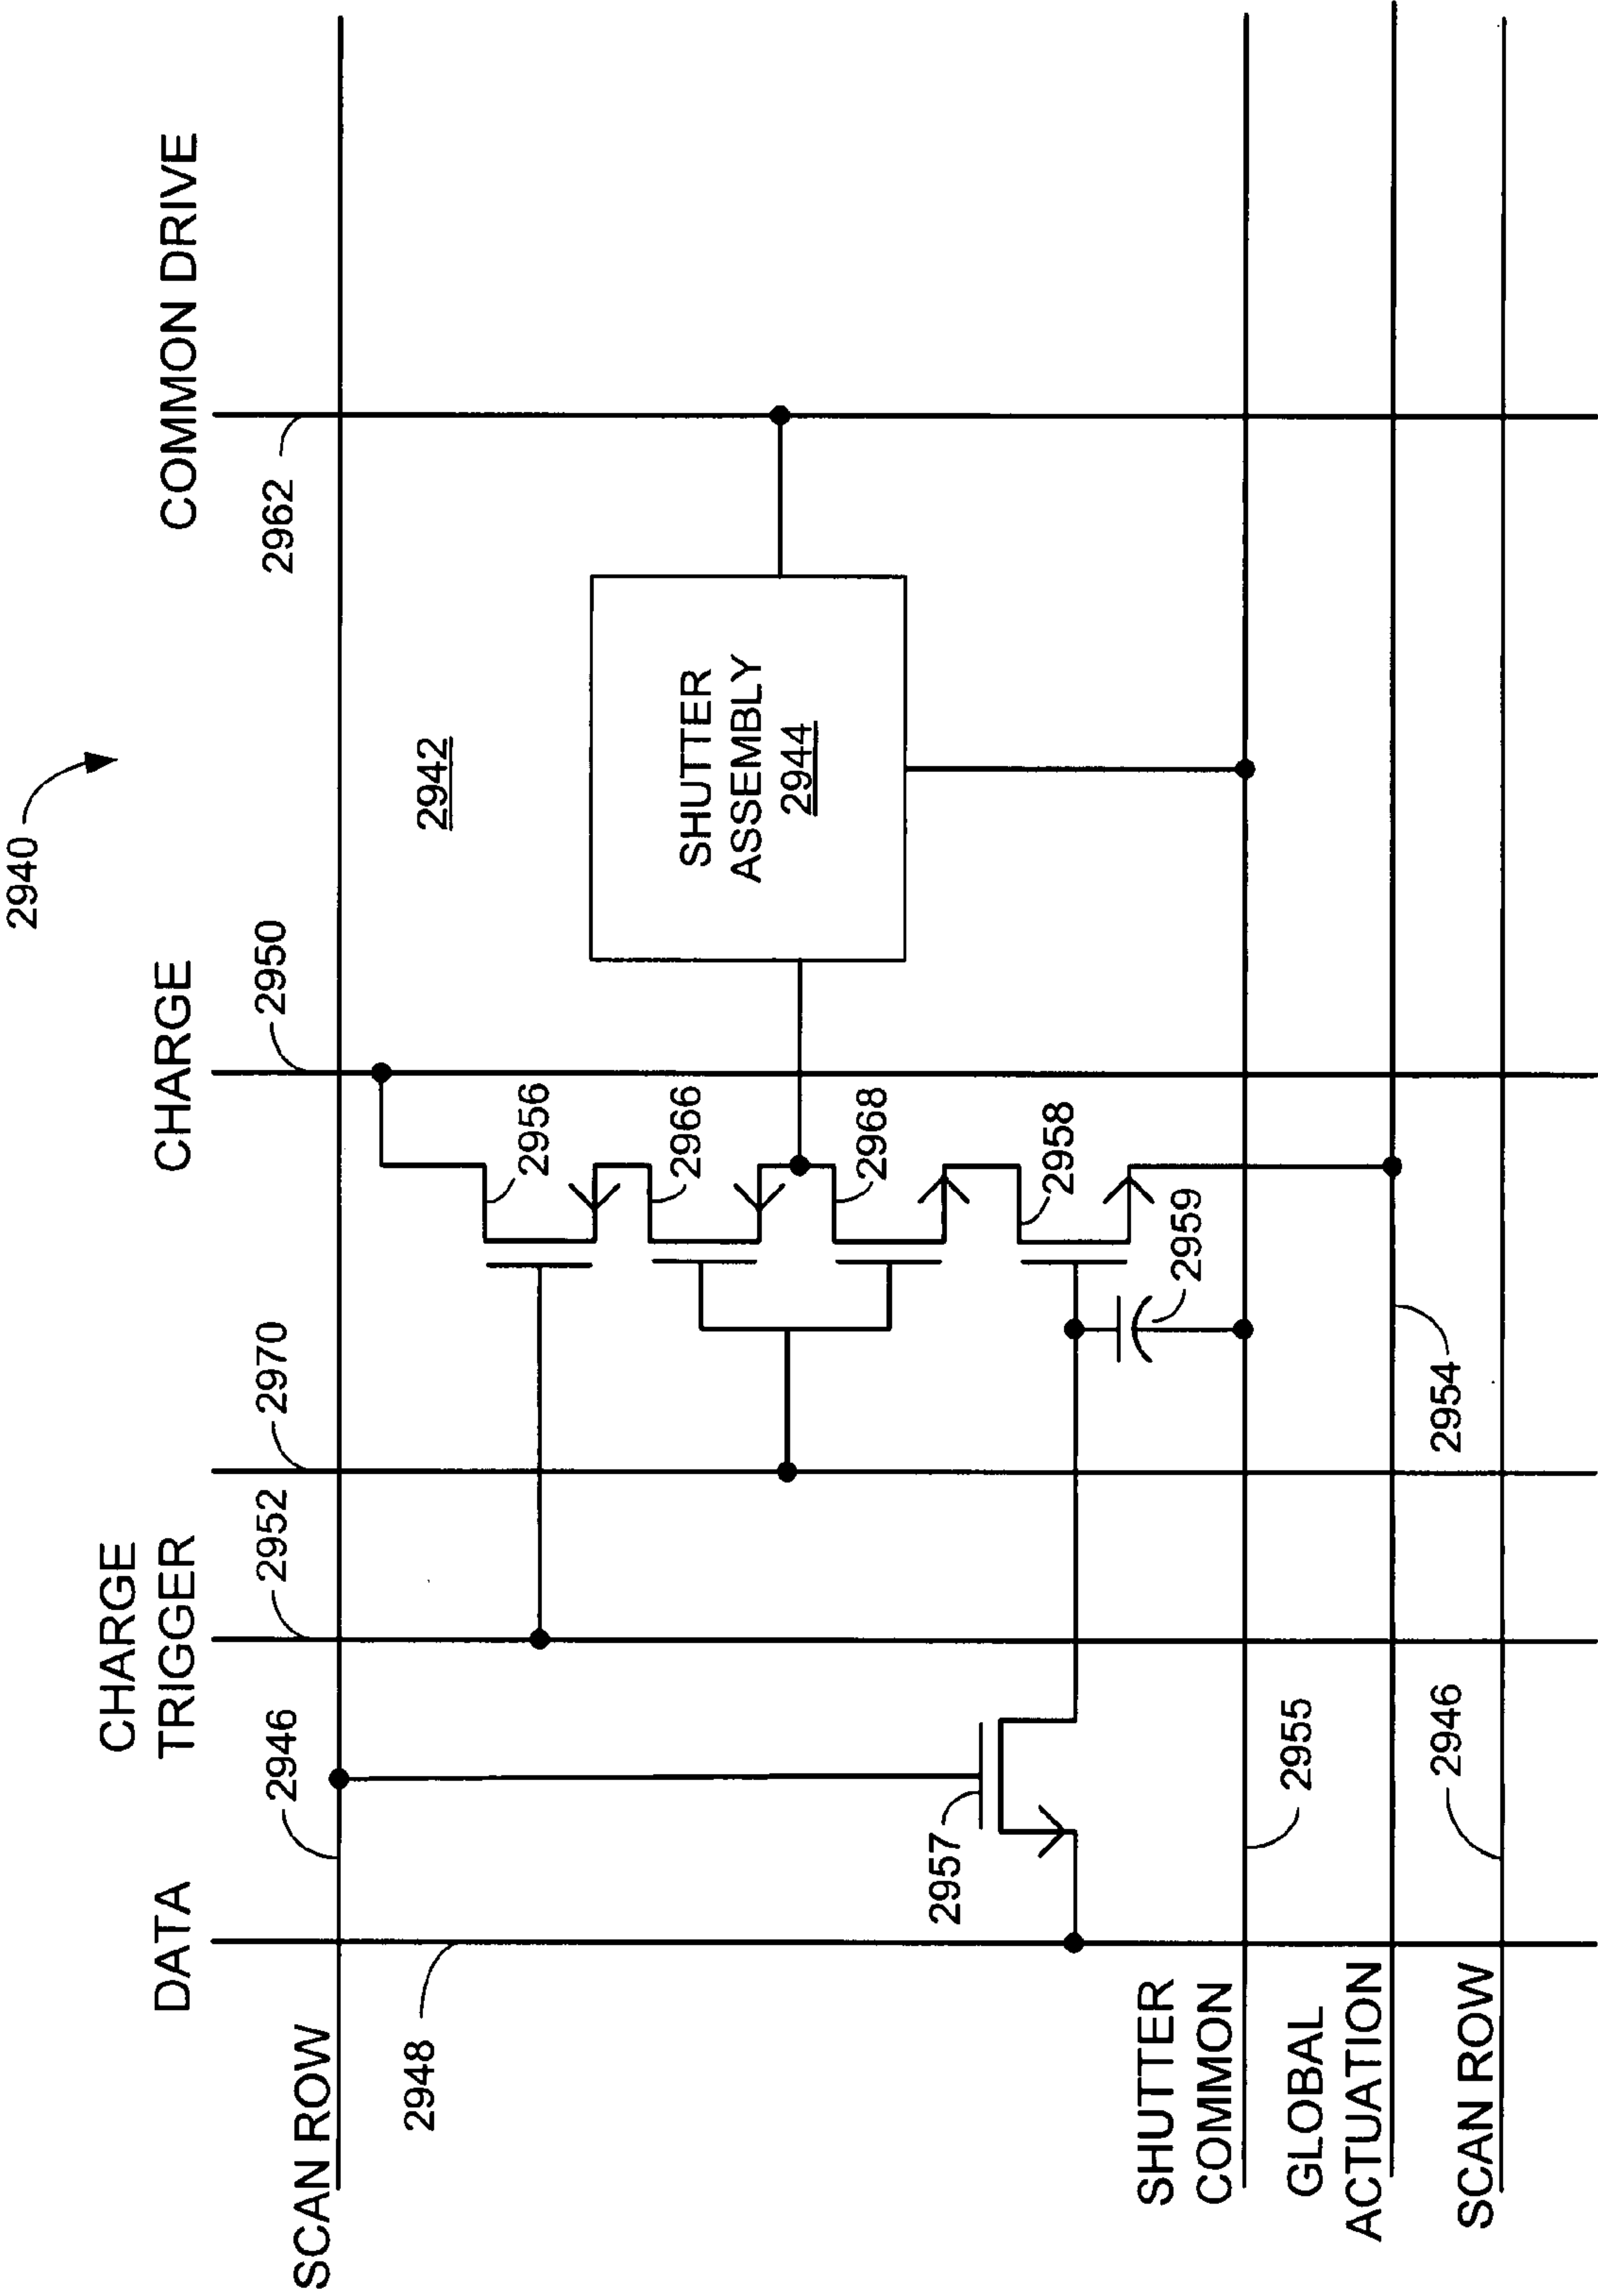 2940
DATA
CHARGE
TRIGGER
CHARGE
COMMON DRIVE
2946
2952
2970
2950
2962
SCAN ROW
2948
2942
2956
2966
2968
2958
SHUTTER
ASSEMBLY
2944
2957
2959
SHUTTER
COMMON
2955
GLOBAL
ACTUATION
2954
SCAN ROW
2946